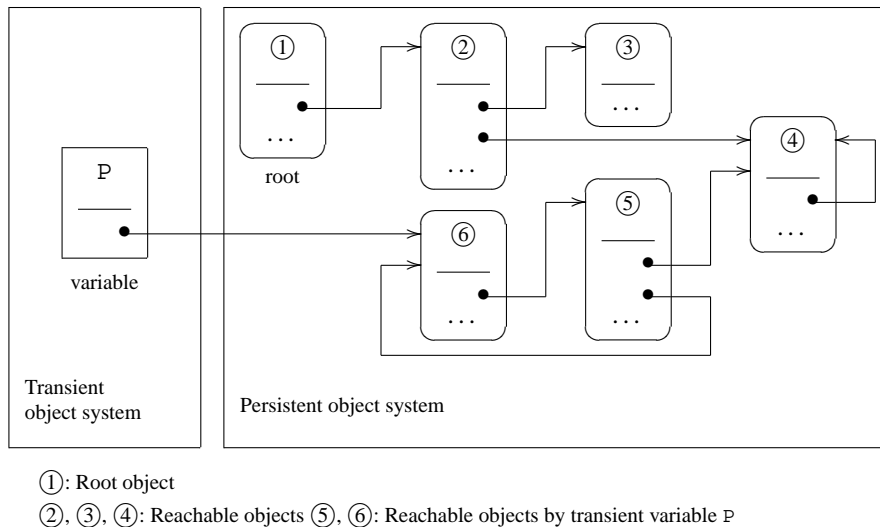 ① ② ③
... ... ...
④
P
root
...
⑤
⑥
...
variable
... ...
Transient
object system
Persistent object system
①: Root object
②, ③, ④: Reachable objects ⑤, ⑥: Reachable objects by transient variable P